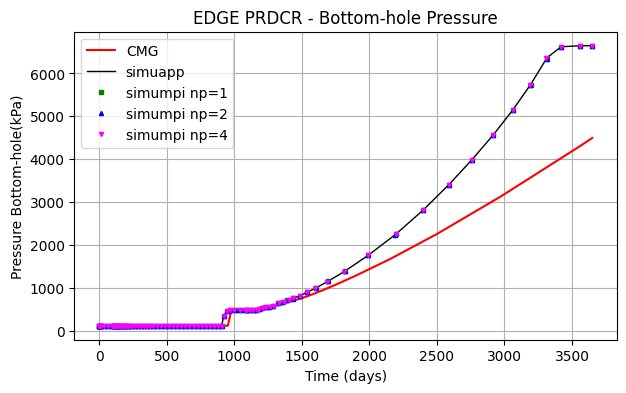 EDGE PRDCR - Bottom-hole Pressure
CMG
simuapp
simumpi np=1
simumpi np=2
simumpi np=4
Pressure Bottom-hole(kPa)
6000
5000
4000
3000
2000
1000
0
0 500 1000 1500 2000 2500 3000 3500
Time (days)